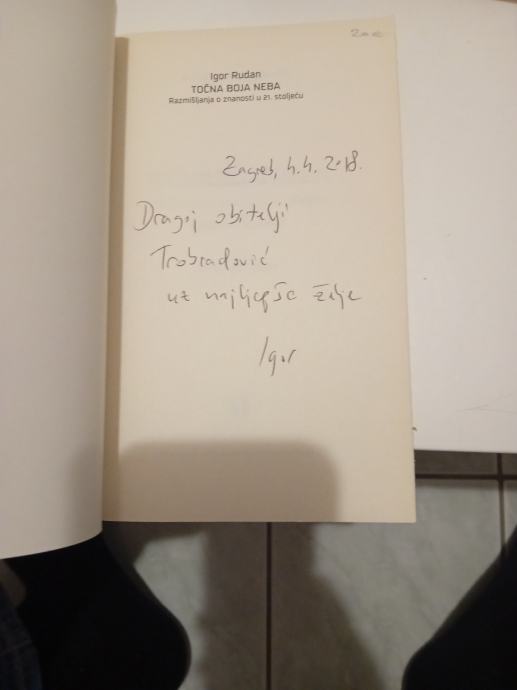 20€
Igor Rudan
TOČNA BOJA NEBA
Razmišljanja o znanosti u 21. stoljeću
Zagreb, 4.4. 2018.
Dragoj obitelji
Trobradović
uz najljepše želje
Igor